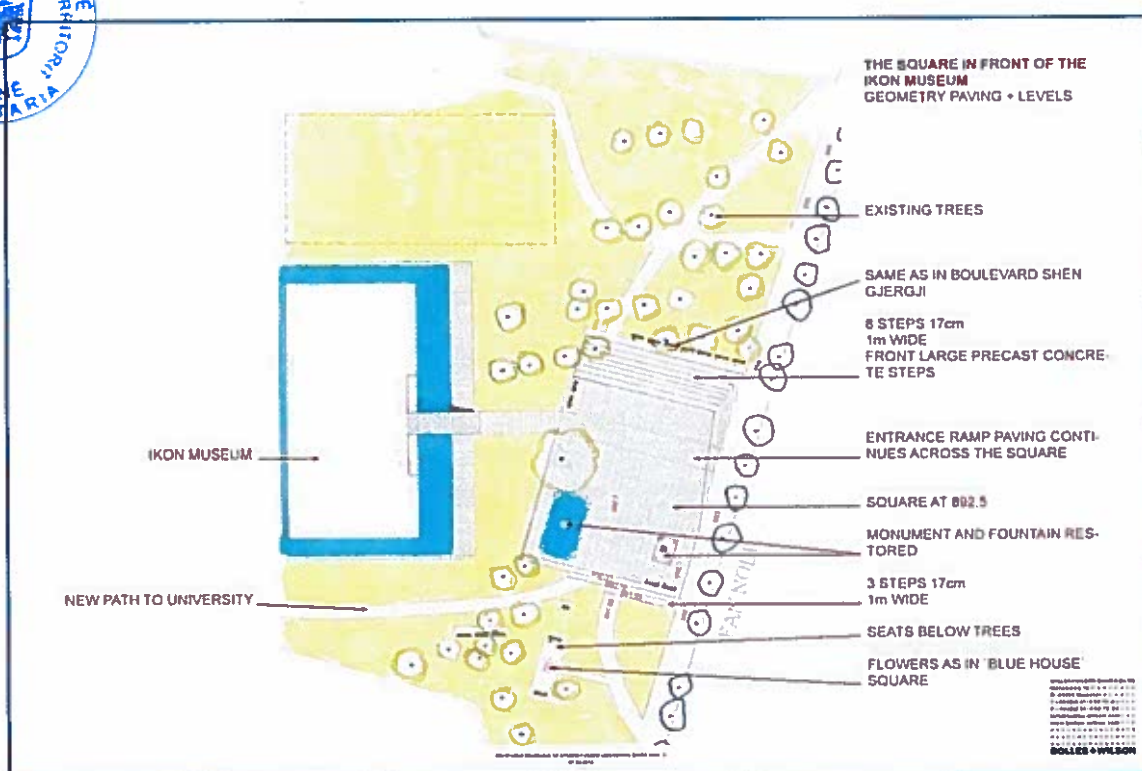 THE SQUARE IN FRONT OF THE
IKON MUSEUM
GEOMETRY PAVING + LEVELS
EXISTING TREES
SAME AS IN BOULEVARD SHEN
GJERGJI
6 STEPS 17cm
1m WIDE
FRONT LARGE PRECAST CONCRE-
TE STEPS
ENTRANCE RAMP PAVING CONTI-
NUES ACROSS THE SQUARE
IKON MUSEUM
SQUARE AT 892.5
MONUMENT AND FOUNTAIN RES-
TORED
3 STEPS 17cm
1m WIDE
NEW PATH TO UNIVERSITY
SEATS BELOW TREES
FLOWERS AS IN 'BLUE HOUSE'
SQUARE
FAN NOLI
BOLLES+WILSON